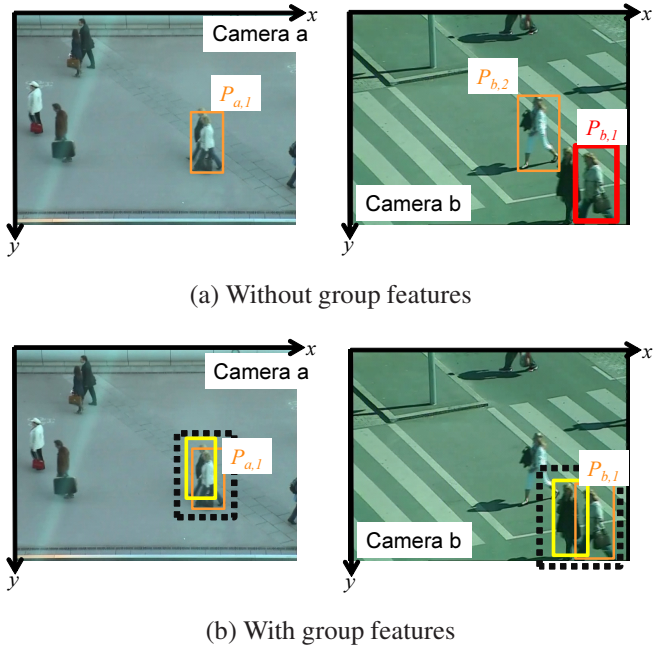 x
Camera a
P_{a,1}
y
x
P_{b,2}
P_{b,1}
Camera b
y
(a) Without group features
x
Camera a
P_{a,1}
y
x
P_{b,1}
Camera b
y
(b) With group features